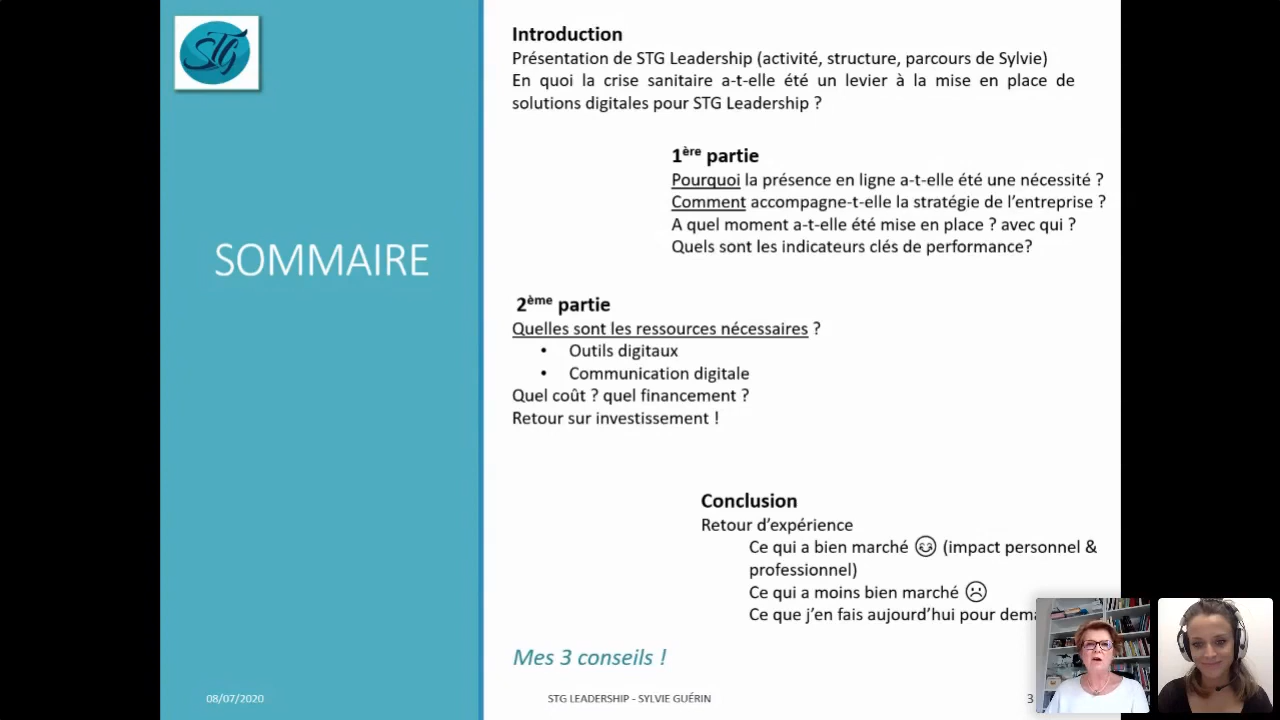 STG
Introduction
Présentation de STG Leadership (activité, structure, parcours de Sylvie)
En quoi la crise sanitaire a-t-elle été un levier à la mise en place de
solutions digitales pour STG Leadership ?
1ère partie
Pourquoi la présence en ligne a-t-elle été une nécessité ?
Comment accompagne-t-elle la stratégie de l'entreprise ?
A quel moment a-t-elle été mise en place ? avec qui ?
Quels sont les indicateurs clés de performance?
SOMMAIRE
2ème partie
Quelles sont les ressources nécessaires ?
• Outils digitaux
• Communication digitale
Quel coût ? quel financement ?
Retour sur investissement !
Conclusion
Retour d'expérience
Ce qui a bien marché (impact personnel &
professionnel)
Ce qui a moins bien marché
Ce que j'en fais aujourd'hui pour
Mes 3 conseils !
08/07/2020
STG LEADERSHIP - SYLVIE GUÉRIN
3